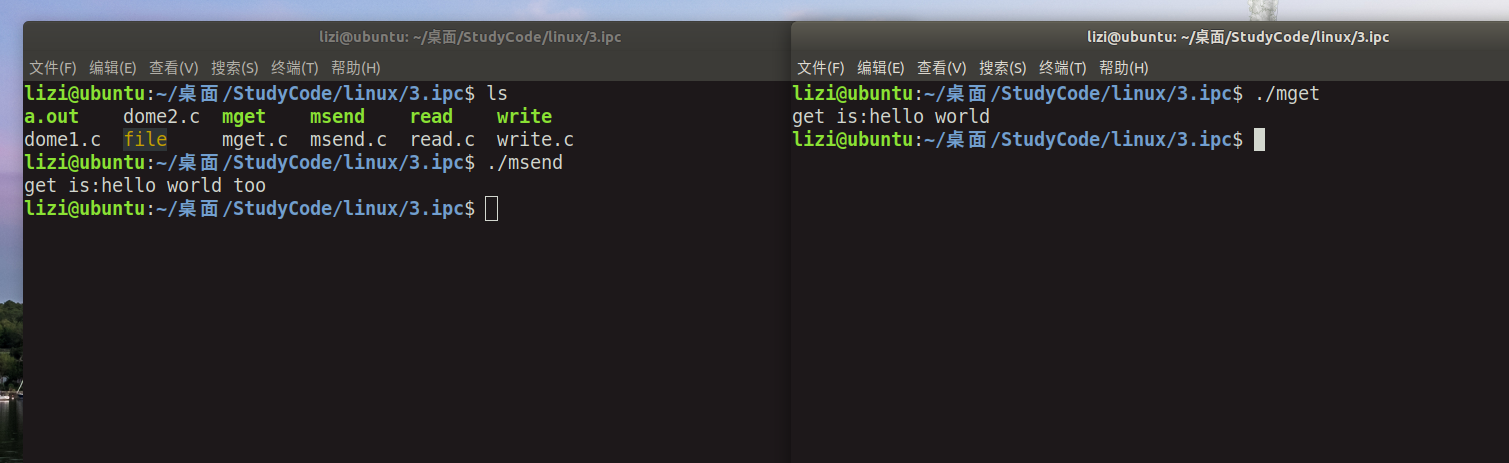 lizi@ubuntu: ~/桌面/StudyCode/linux/3.ipc
文件(F) 编辑(E) 查看(V) 搜索(S) 终端(T) 帮助(H)
lizi@ubuntu:~/桌面/StudyCode/linux/3.ipc$ ls
a.out dome2.c mget msend read write
dome1.c file mget.c msend.c read.c write.c
lizi@ubuntu:~/桌面/StudyCode/linux/3.ipc$ ./msend
get is:hello world too
lizi@ubuntu:~/桌面/StudyCode/linux/3.ipc$
lizi@ubuntu: ~/桌面/StudyCode/linux/3.ipc
文件(F) 编辑(E) 查看(V) 搜索(S) 终端(T) 帮助(H)
lizi@ubuntu:~/桌面/StudyCode/linux/3.ipc$ ./mget
get is:hello world
lizi@ubuntu:~/桌面/StudyCode/linux/3.ipc$